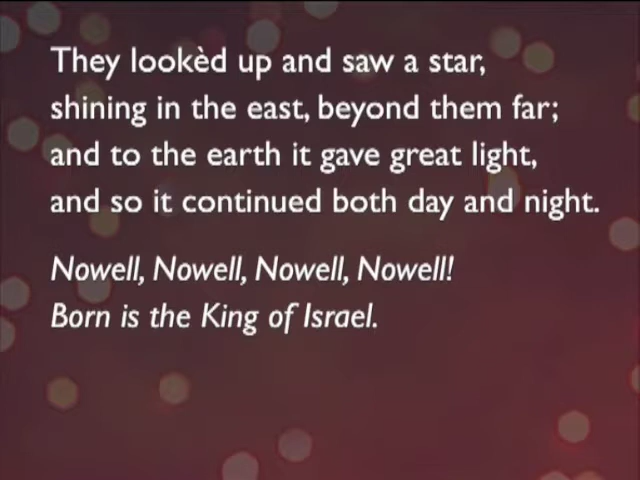 They lookèd up and saw a star,
shining in the east, beyond them far;
and to the earth it gave great light,
and so it continued both day and night.
Nowell, Nowell, Nowell, Nowell!
Born is the King of Israel.